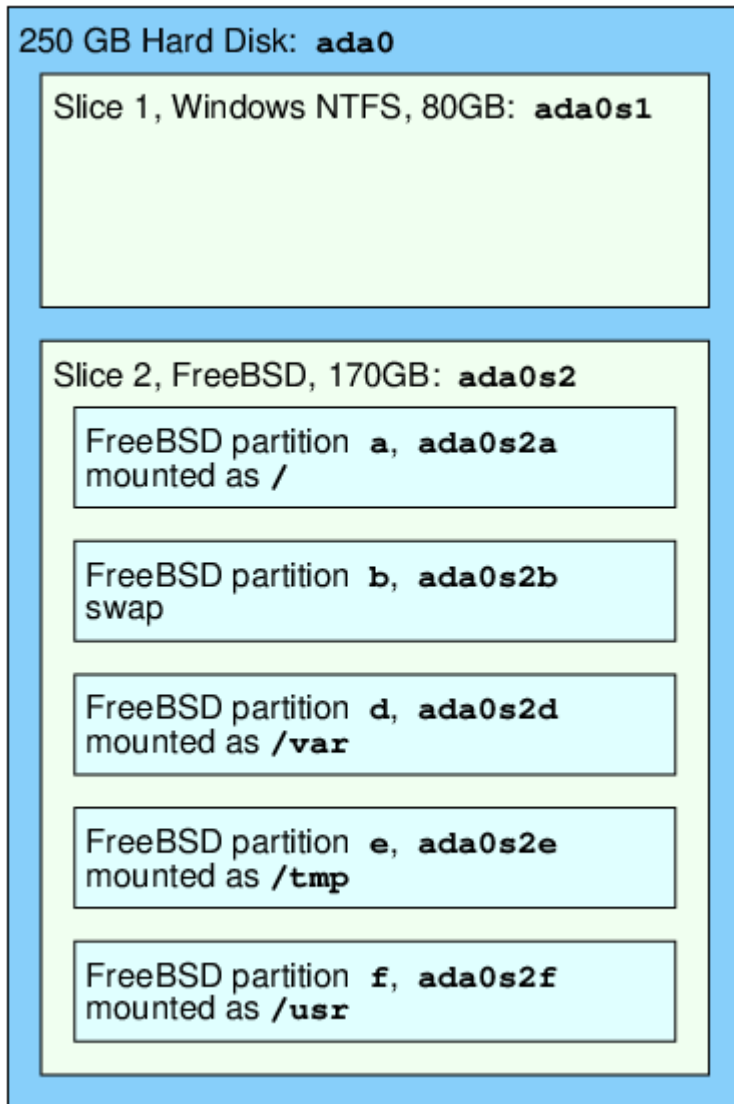 250 GB Hard Disk: ada0
Slice 1, Windows NTFS, 80GB: ada0s1
Slice 2, FreeBSD, 170GB: ada0s2
FreeBSD partition a, ada0s2a
mounted as /
FreeBSD partition b, ada0s2b
swap
FreeBSD partition d, ada0s2d
mounted as /var
FreeBSD partition e, ada0s2e
mounted as /tmp
FreeBSD partition f, ada0s2f
mounted as /usr